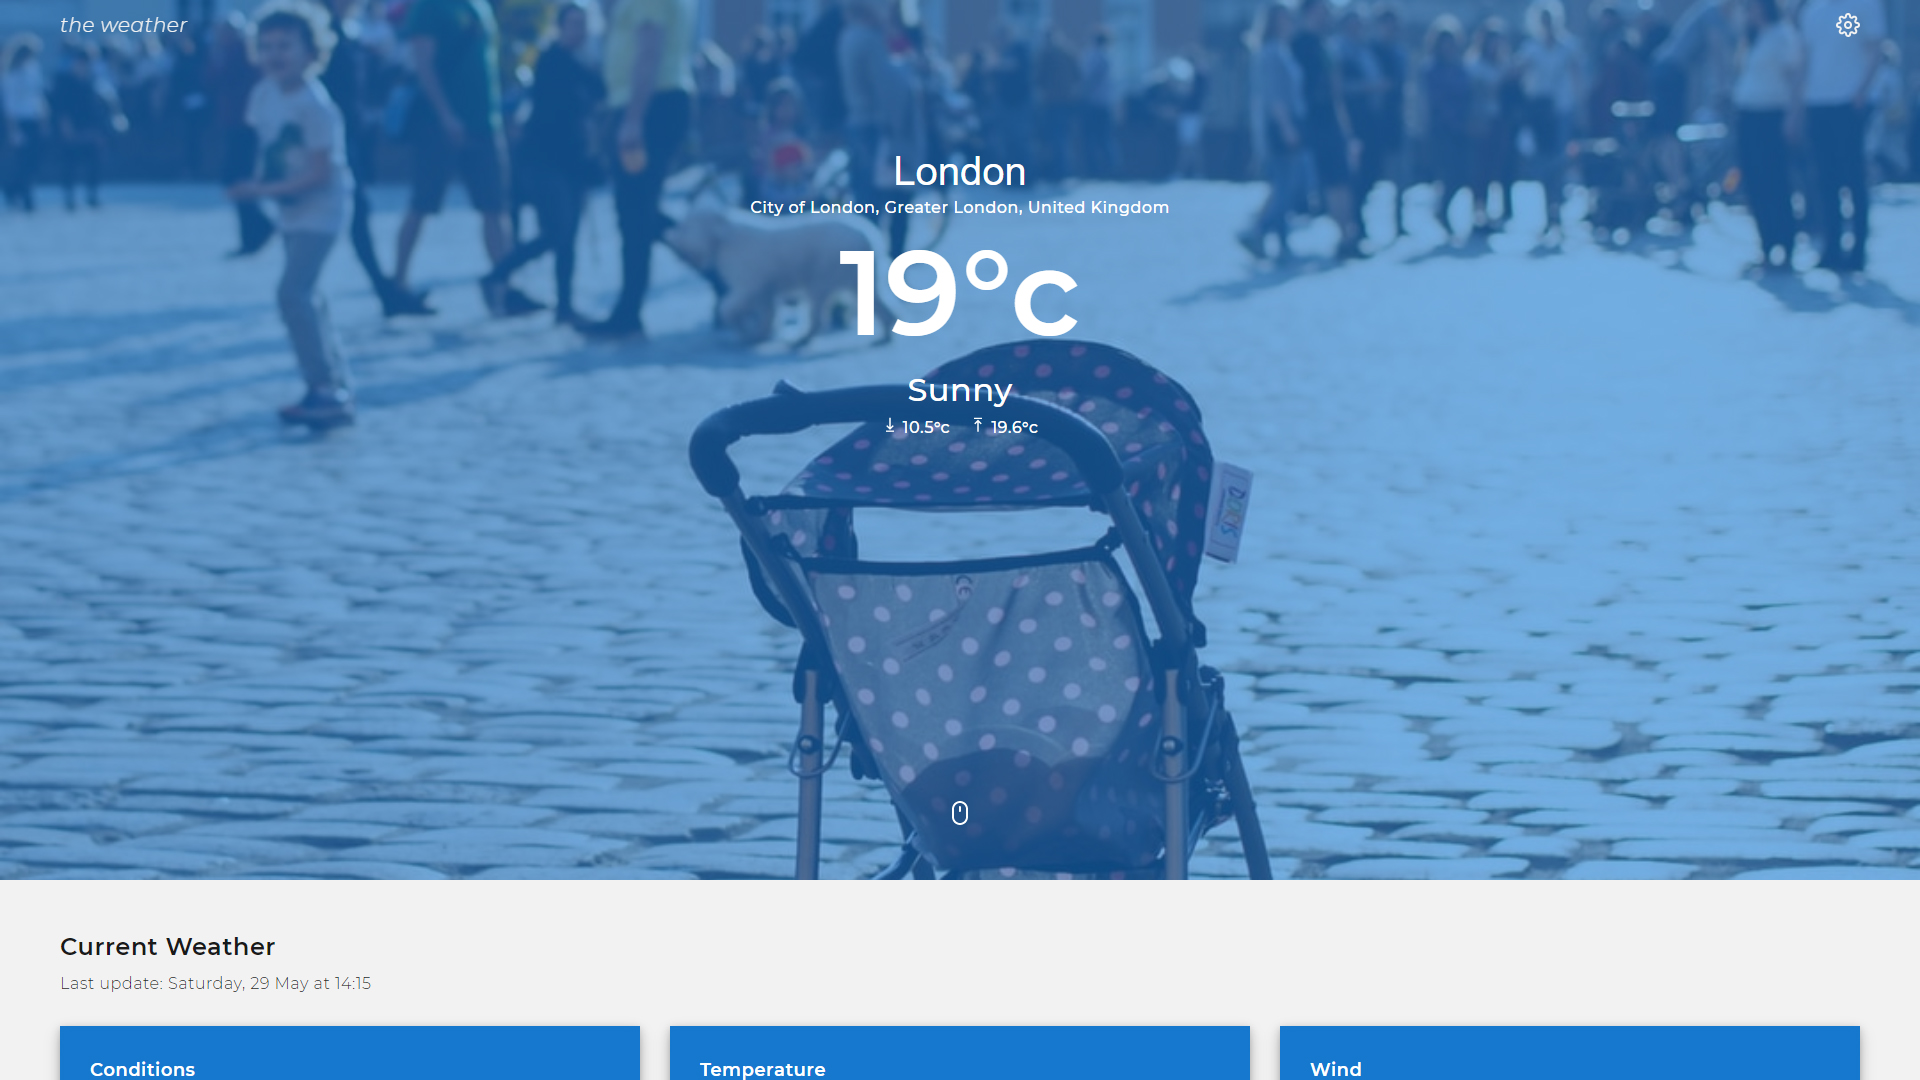 the weather
London
City of London, Greater London, United Kingdom
19°c
Sunny
10.5°c 19.6°c
Current Weather
Last update: Saturday, 29 May at 14:15
Conditions
Temperature
Wind